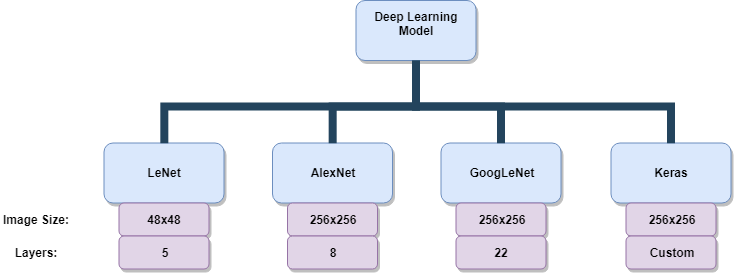 Deep Learning
Model
LeNet AlexNet GoogLeNet Keras
Image Size: 48x48 256x256 256x256 256x256
Layers: 5 8 22 Custom